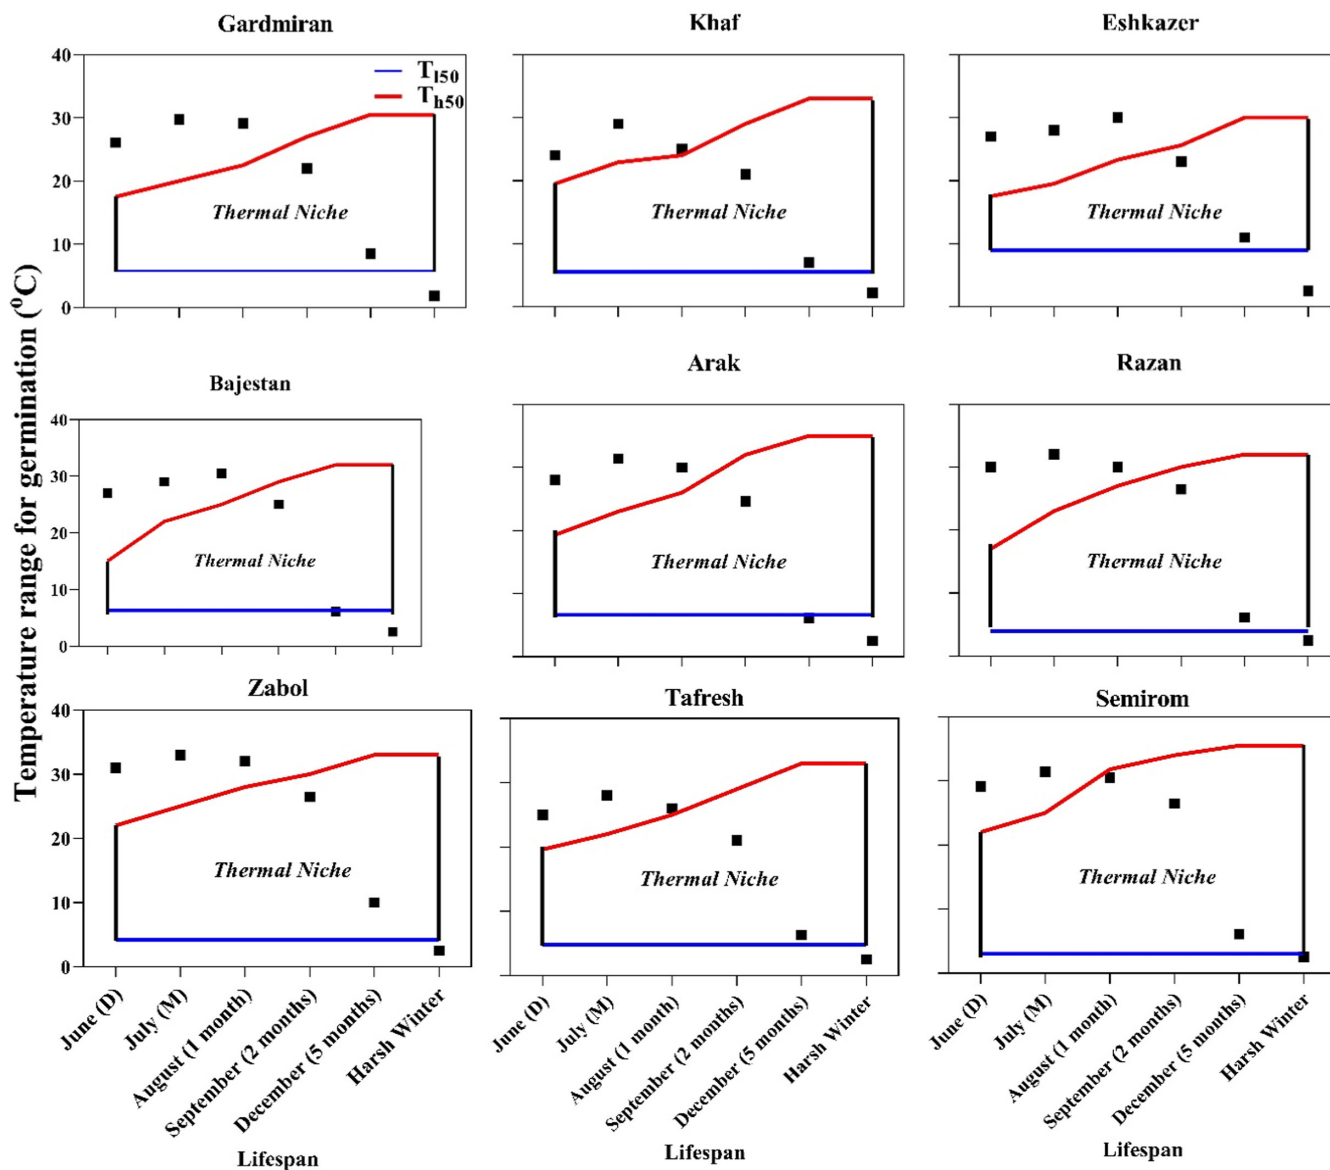 Gardmiran
Khaf
Eshkazer
Temperature range for germination (⁰C)
40
30
20
10
0
T_l50
T_h50
Thermal Niche
Thermal Niche
Thermal Niche
Bajestan
Arak
Razan
40
30
20
10
0
Thermal Niche
Thermal Niche
Thermal Niche
Zabol
Tafresh
Semirom
40
30
20
10
0
Thermal Niche
Thermal Niche
Thermal Niche
June (D)
July (M)
August (1 month)
September (2 months)
December (5 months)
Harsh Winter
June (D)
July (M)
August (1 month)
September (2 months)
December (5 months)
Harsh Winter
June (D)
July (M)
August (1 month)
September (2 months)
December (5 months)
Harsh Winter
Lifespan
Lifespan
Lifespan